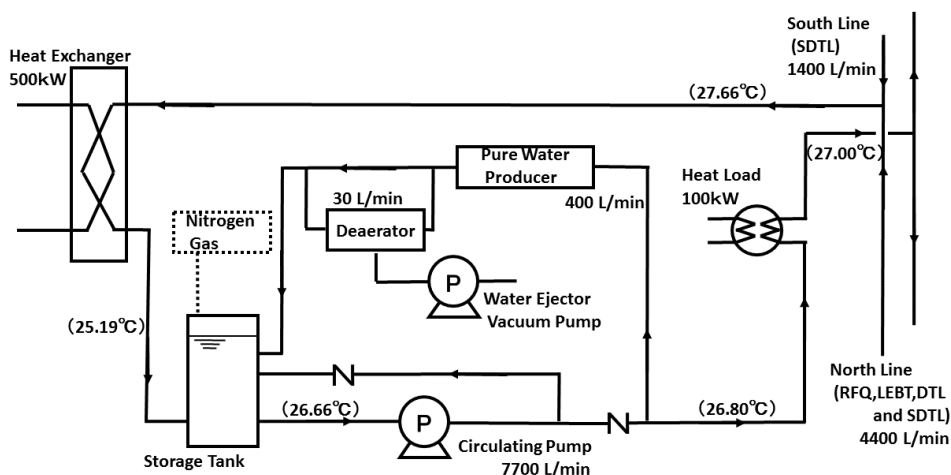 Heat Exchanger
500kW
South Line
(SDTL)
1400 L/min
(27.66℃)
(27.00℃)
Pure Water
Producer
400 L/min
Heat Load
100kW
30 L/min
Deaerator
Nitrogen
Gas
P
Water Ejector
Vacuum Pump
(25.19℃)
(26.66℃)
P
(26.80℃)
North Line
(RFQ,LEBT,DTL
and SDTL)
4400 L/min
Circulating Pump
7700 L/min
Storage Tank